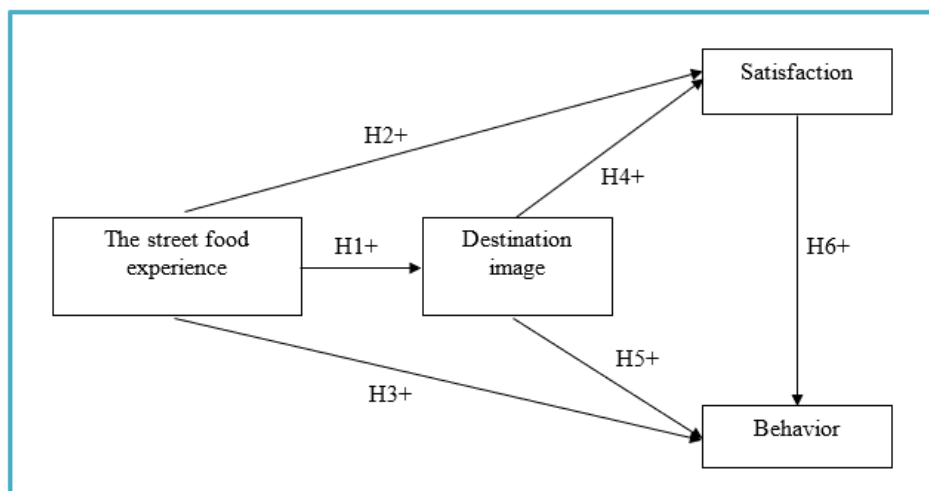 Satisfaction
H2+
H4+
The street food
experience
H1+
Destination
image
H6+
H5+
H3+
Behavior